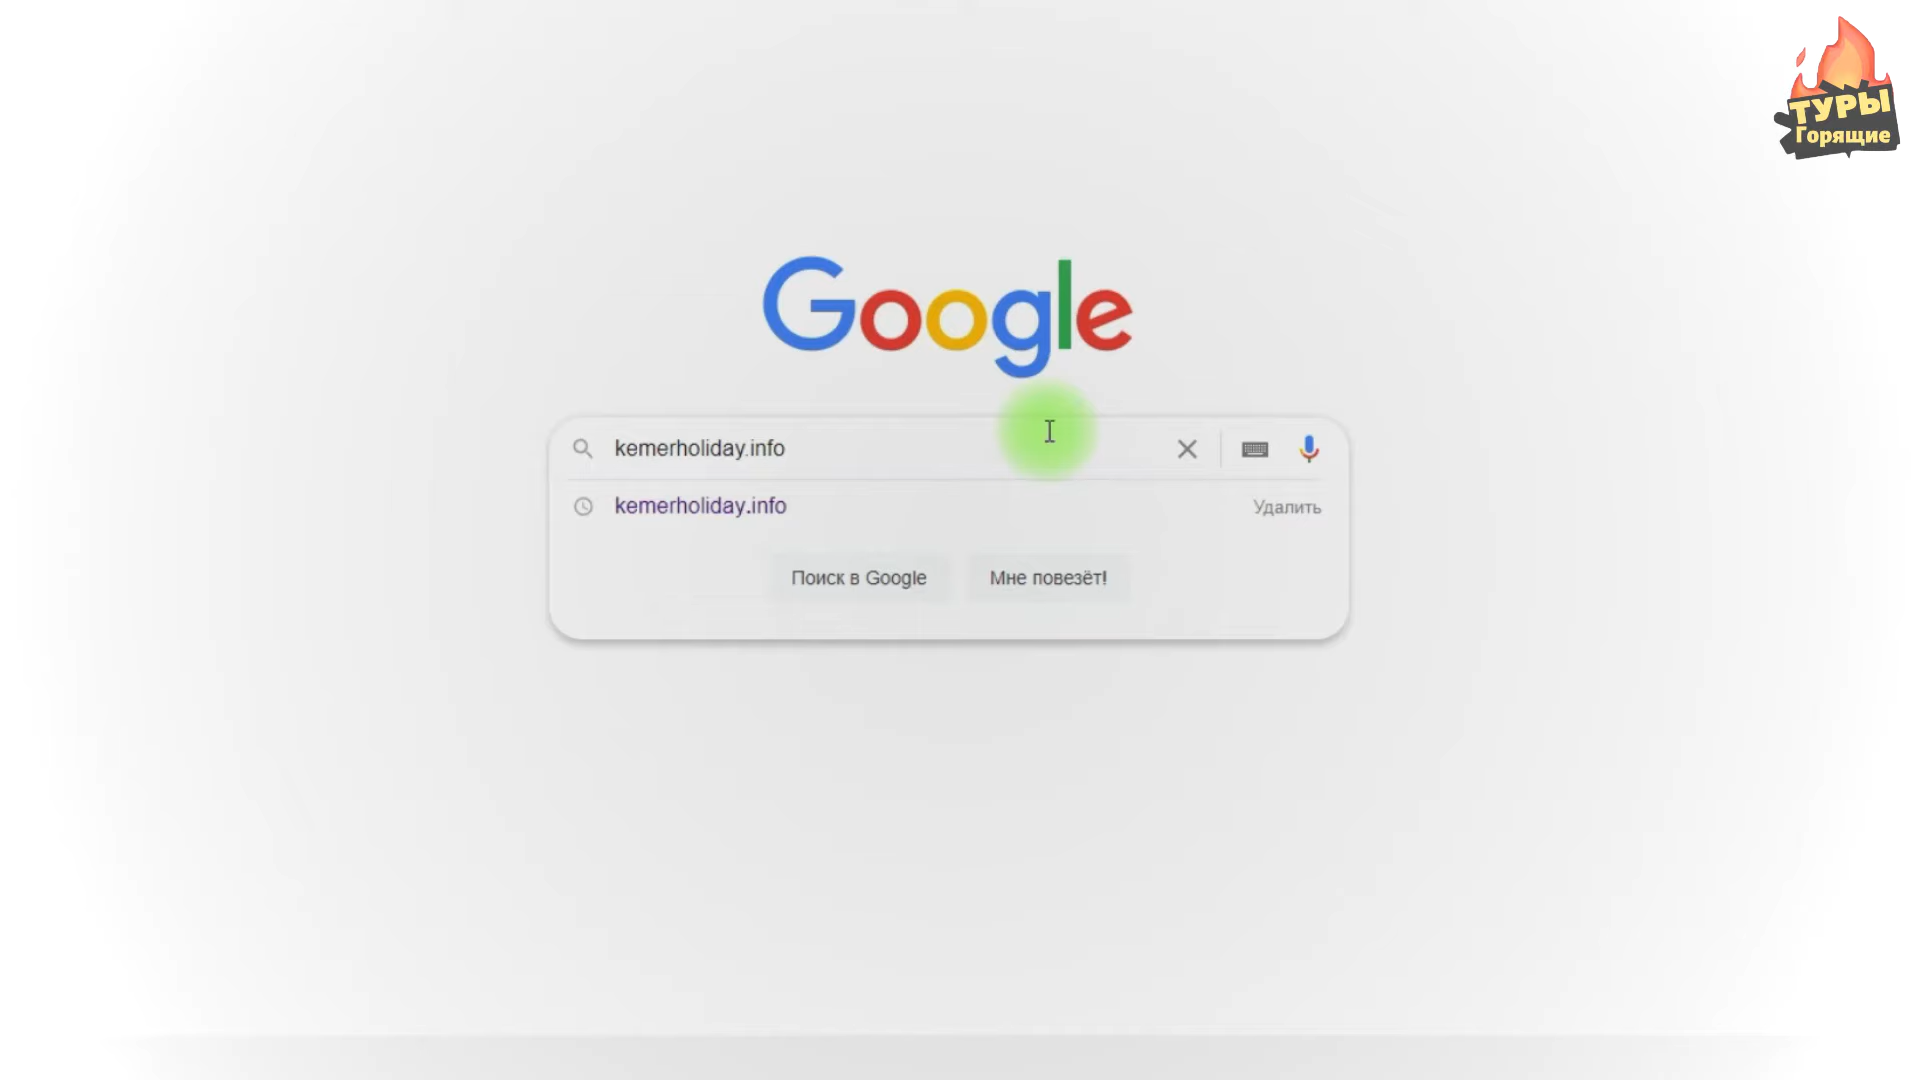 ТУРЫ
Горящие
Google
kemerholiday.info
kemerholiday.info
Удалить
Поиск в Google
Мне повезёт!